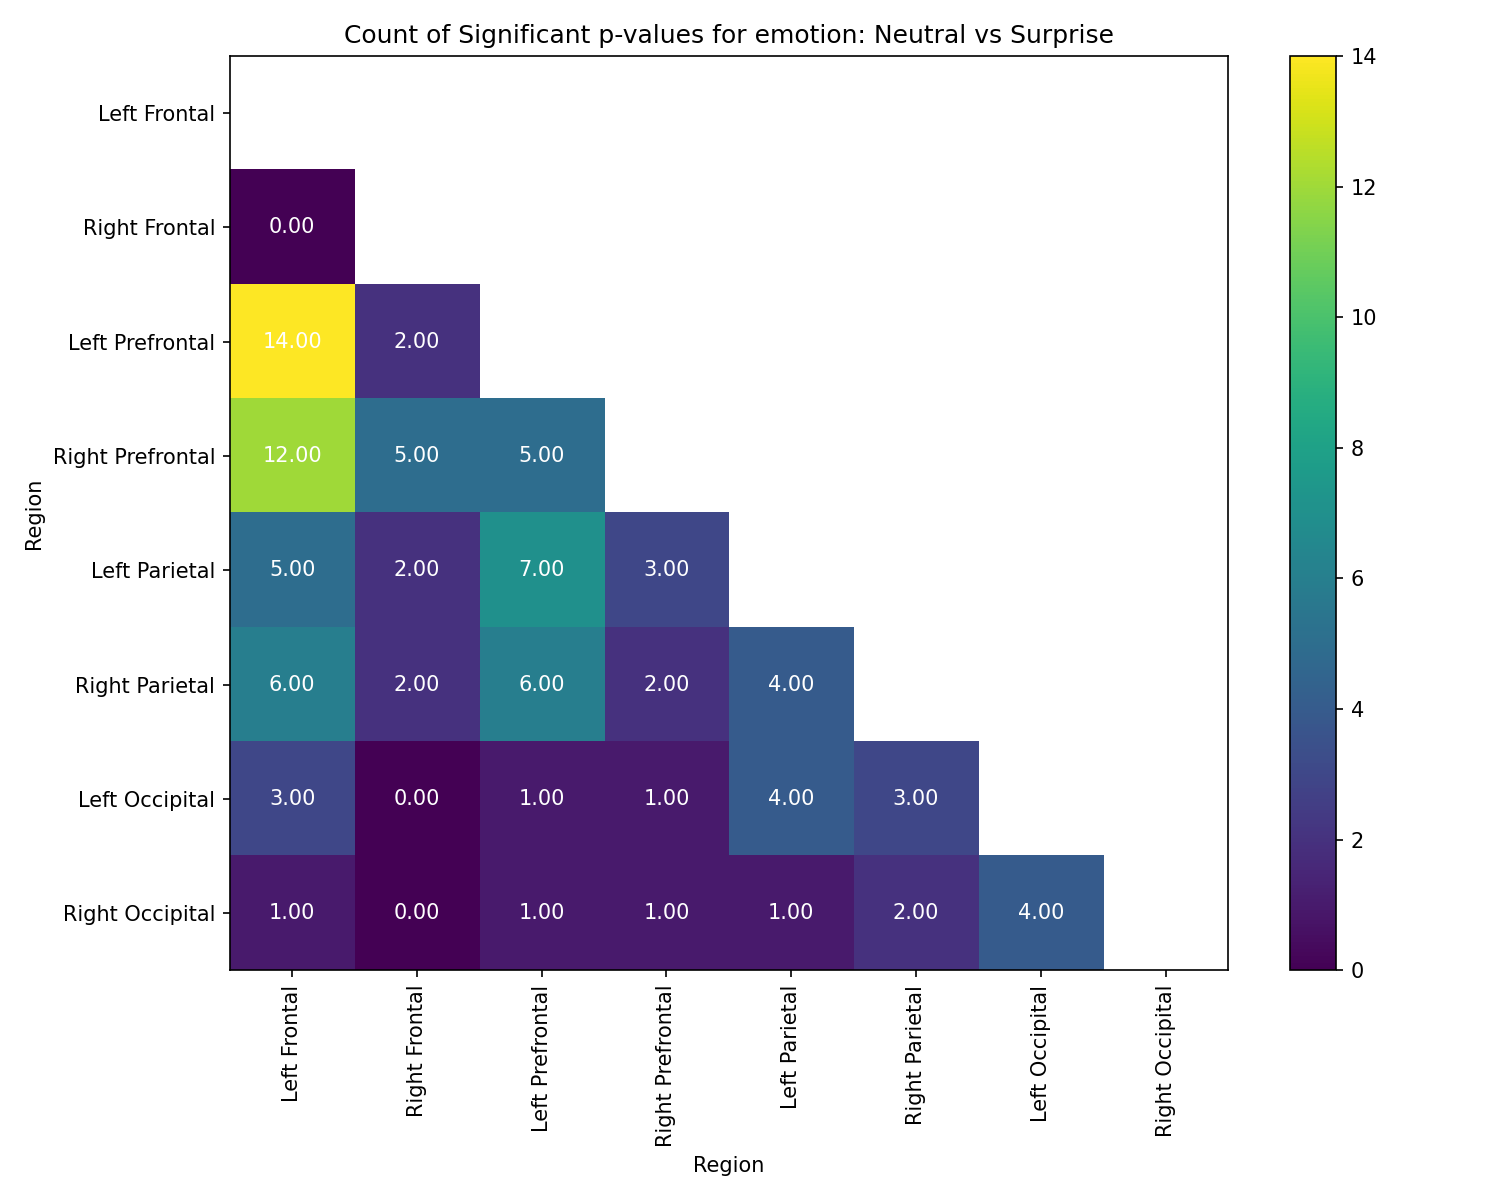 Count of Significant p-values for emotion: Neutral vs Surprise
14
Left Frontal
12
Right Frontal 0.00
10
Left Prefrontal 14.00 2.00
8
Right Prefrontal 12.00 5.00 5.00
Region
6
Left Parietal 5.00 2.00 7.00 3.00
4
Right Parietal 6.00 2.00 6.00 2.00 4.00
2
Left Occipital 3.00 0.00 1.00 1.00 4.00 3.00
Right Occipital 1.00 0.00 1.00 1.00 1.00 2.00 4.00
0
Left Frontal
Right Frontal
Left Prefrontal
Right Prefrontal
Left Parietal
Right Parietal
Left Occipital
Right Occipital
Region